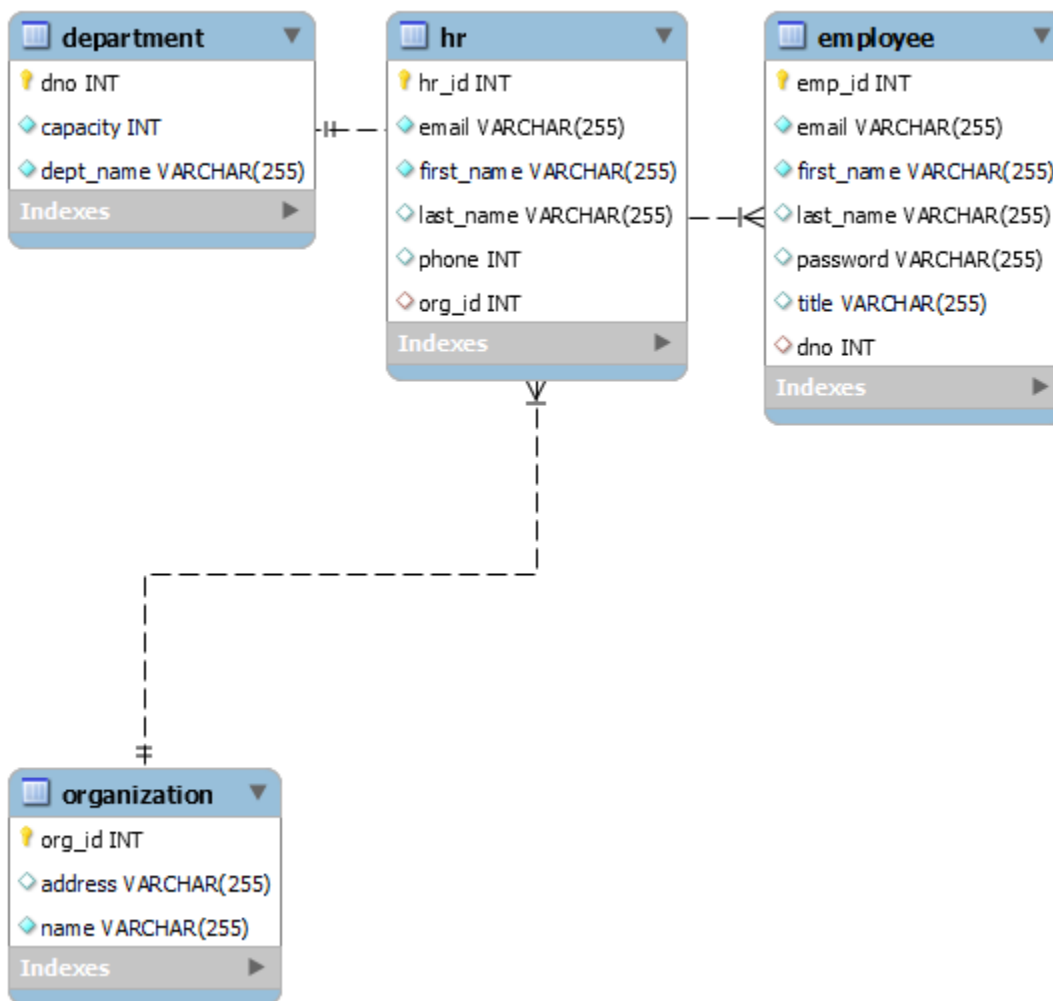 department
dno INT
capacity INT
dept_name VARCHAR(255)
Indexes
hr
hr_id INT
email VARCHAR(255)
first_name VARCHAR(255)
last_name VARCHAR(255)
phone INT
org_id INT
Indexes
employee
emp_id INT
email VARCHAR(255)
first_name VARCHAR(255)
last_name VARCHAR(255)
password VARCHAR(255)
title VARCHAR(255)
dno INT
Indexes
organization
org_id INT
address VARCHAR(255)
name VARCHAR(255)
Indexes